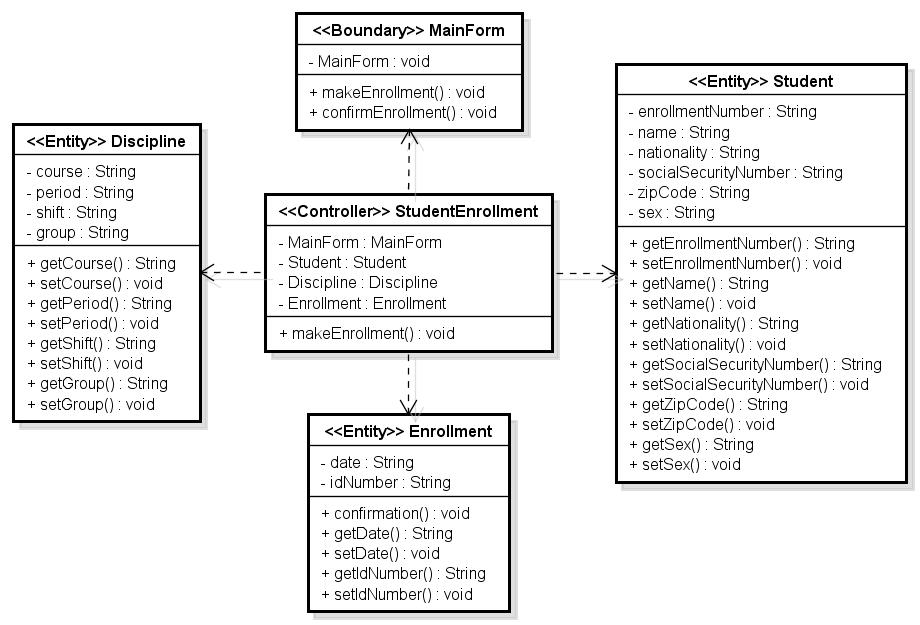 <<Boundary>> MainForm
- MainForm : void
+ makeEnrollment() : void
+ confirmEnrollment() : void
<<Entity>> Discipline
- course : String
- period : String
- shift : String
- group : String
+ getCourse() : String
+ setCourse() : void
+ getPeriod() : String
+ setPeriod() : void
+ getShift() : String
+ setShift() : void
+ getGroup() : String
+ setGroup() : void
<<Controller>> StudentEnrollment
- MainForm : MainForm
- Student : Student
- Discipline : Discipline
- Enrollment : Enrollment
+ makeEnrollment() : void
<<Entity>> Student
- enrollmentNumber : String
- name : String
- nationality : String
- socialSecurityNumber : String
- zipCode : String
- sex : String
+ getEnrollmentNumber() : String
+ setEnrollmentNumber() : void
+ getName() : String
+ setName() : void
+ getNationality() : String
+ setNationality() : void
+ getSocialSecurityNumber() : String
+ setSocialSecurityNumber() : void
+ getZipCode() : String
+ setZipCode() : void
+ getSex() : String
+ setSex() : void
<<Entity>> Enrollment
- date : String
- idNumber : String
+ confirmation() : void
+ getDate() : String
+ setDate() : void
+ getIdNumber() : String
+ setIdNumber() : void